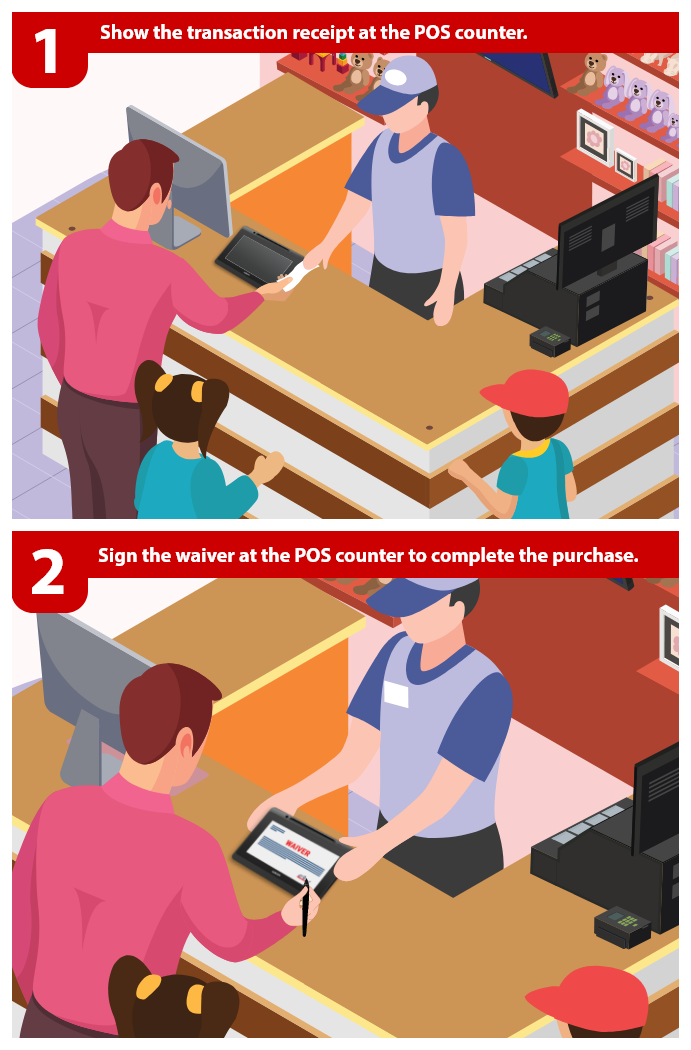 1
Show the transaction receipt at the POS counter.
2
Sign the waiver at the POS counter to complete the purchase.
WAIVER